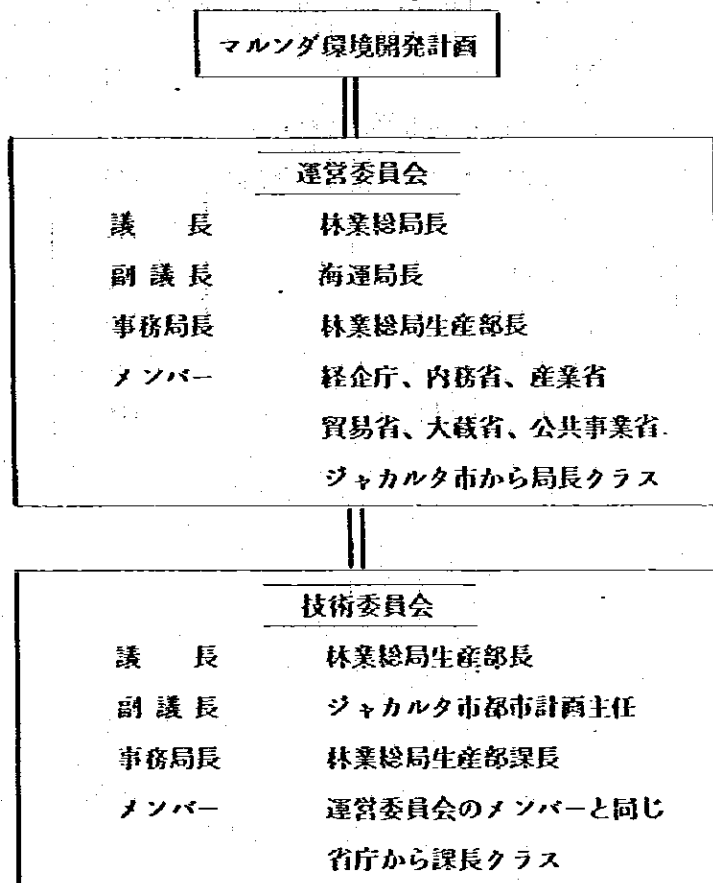 マルンダ環境開発計画
運営委員会
議　　長　　林業総局長
副 議 長　　海運局長
事務局長　　林業総局生産部長
メンバー　　経企庁、内務省、産業省
貿易省、大蔵省、公共事業省
ジャカルタ市から局長クラス
技術委員会
議　　長　　林業総局生産部長
副 議 長　　ジャカルタ市都市計画主任
事務局長　　林業総局生産部課長
メンバー　　運営委員会のメンバーと同じ
省庁から課長クラス